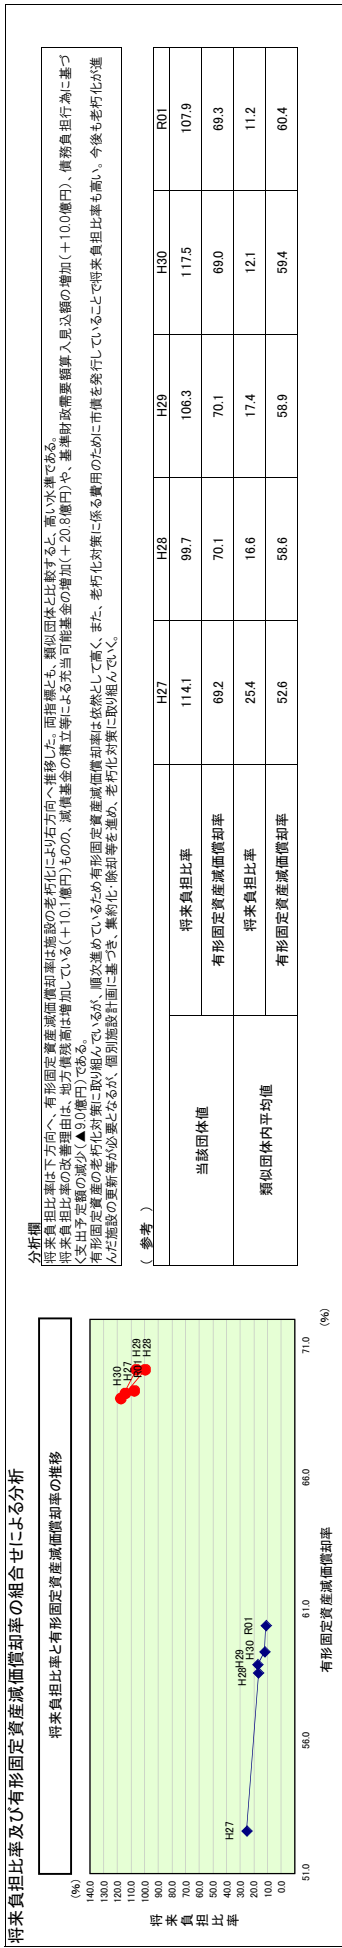 将来負担比率及び有形固定資産減価償却率の組合せによる分析
将来負担比率と有形固定資産減価償却率の推移
(%)
140.0
130.0
120.0
110.0
100.0
90.0
80.0
70.0
60.0
50.0
40.0
30.0
20.0
10.0
0.0
将来負担比率
H30
H27
R01
H29
H28
H27
H28
H29
H30
R01
51.0 56.0 61.0 66.0 71.0
(%)
有形固定資産減価償却率
分析欄
将来負担比率は下方向へ、有形固定資産減価償却率は施設の老朽化により右方向へ推移した。両指標とも、類似団体と比較すると、高い水準である。
将来負担比率の改善理由は、地方債残高は増加している(+10.1億円)ものの、減債基金の積立等による充当可能基金の増加(+20.8億円)や、基準財政需要額算入見込額の増加(+10.0億円)、債務負担行為に基づ
く支出予定額の減少(▲9.0億円)である。
有形固定資産の老朽化対策に取り組んでいるが、順次進めているため有形固定資産減価償却率は依然として高く、また、老朽化対策に係る費用のために市債を発行していることで将来負担比率も高い。今後も老朽化が進
んだ施設の更新等が必要となるが、個別施設計画に基づき、集約化・除却等を進め、老朽化対策に取り組んでいく。
( 参考 )
H27 H28 H29 H30 R01
当該団体値 将来負担比率 114.1 99.7 106.3 117.5 107.9
有形固定資産減価償却率 69.2 70.1 70.1 69.0 69.3
類似団体内平均値 将来負担比率 25.4 16.6 17.4 12.1 11.2
有形固定資産減価償却率 52.6 58.6 58.9 59.4 60.4